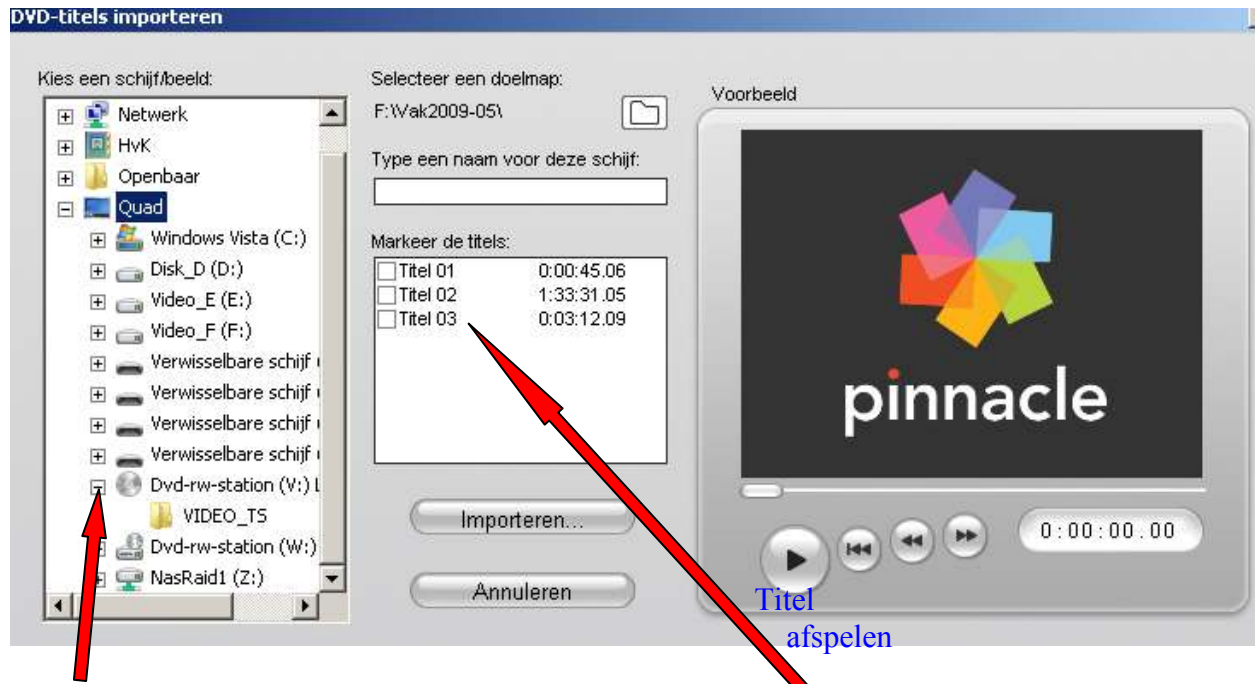 DVD-titels importeren
Kies een schijf/beeld:
Netwerk
HvK
Openbaar
Quad
Windows Vista (C:)
Disk_D (D:)
Video_E (E:)
Video_F (F:)
Verwisselbare schijf
Verwisselbare schijf
Verwisselbare schijf
Verwisselbare schijf
Dvd-rw-station (V:)
VIDEO_TS
Dvd-rw-station (W:)
NasRaid1 (Z:)
Selecteer een doelmap:
F:\Vak2009-05\
Type een naam voor deze schijf:
Markeer de titels:
Titel 01 0:00:45.06
Titel 02 1:33:31.05
Titel 03 0:03:12.09
Importeren...
Annuleren
Voorbeeld
pinnacle
0:00:00.00
Titel
afspelen